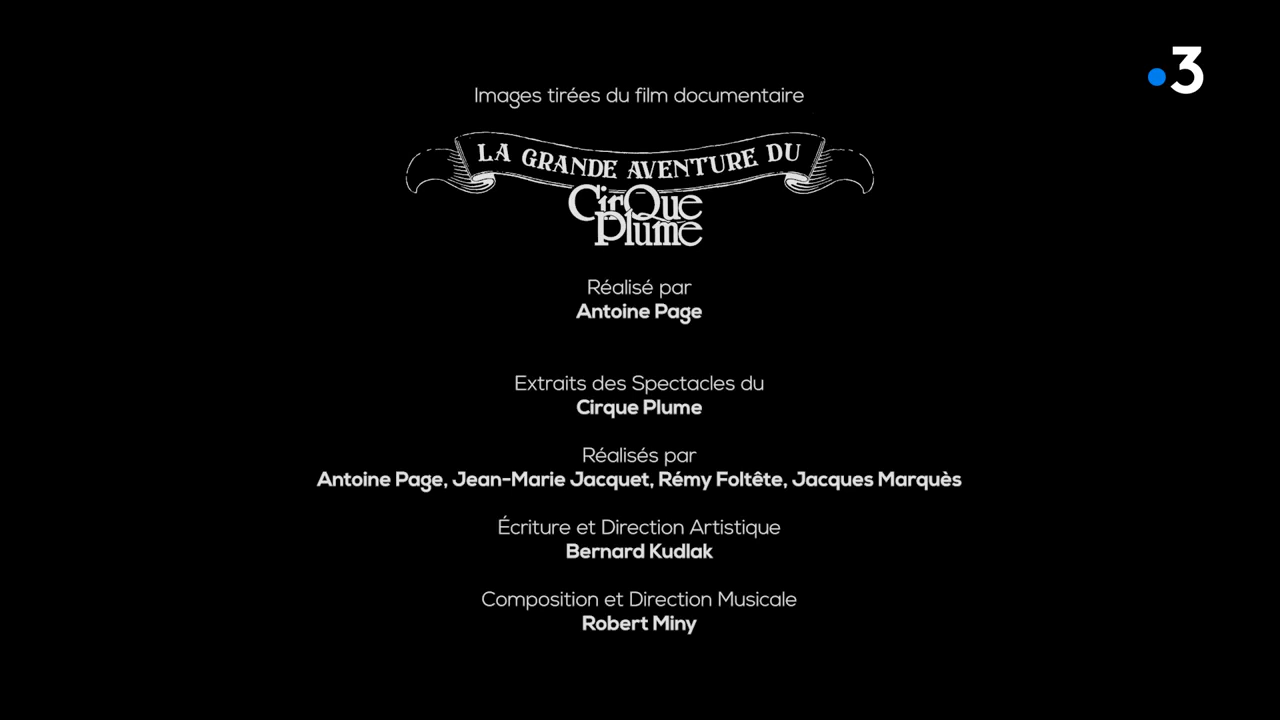 3
Images tirées du film documentaire
LA GRANDE AVENTURE DU
CirQue
Plume
Réalisé par
Antoine Page
Extraits des Spectacles du
Cirque Plume
Réalisés par
Antoine Page, Jean-Marie Jacquet, Rémy Foltête, Jacques Marquès
Écriture et Direction Artistique
Bernard Kudlak
Composition et Direction Musicale
Robert Miny